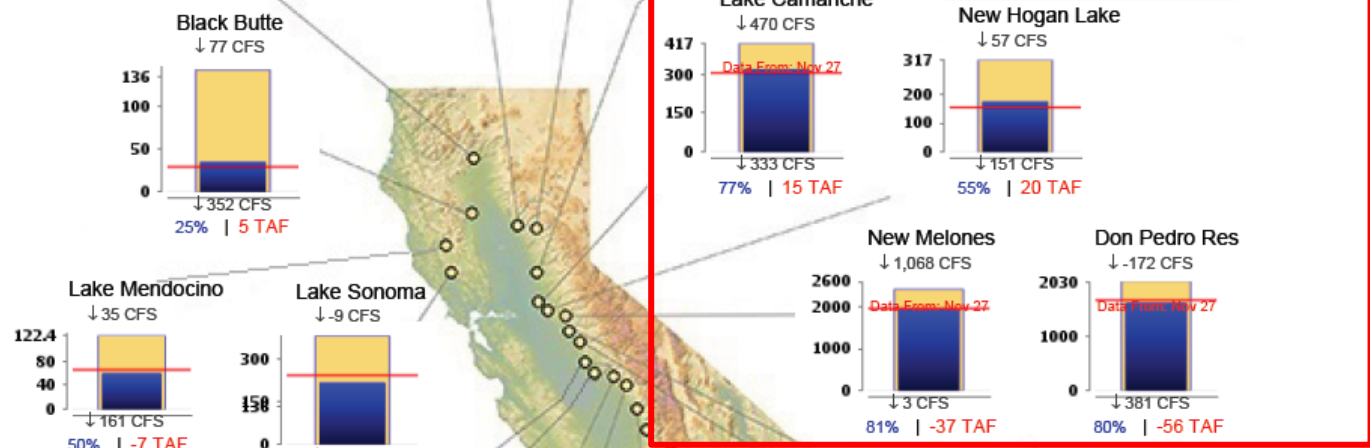 Black Butte
↓77 CFS
136
100
50
0
↓352 CFS
25% | 5 TAF
Lake Camanche
↓470 CFS
417
300
150
0
Data From: Nov 27
↓333 CFS
77% | 15 TAF
New Hogan Lake
↓57 CFS
317
200
100
0
↓151 CFS
55% | 20 TAF
Lake Mendocino
↓35 CFS
122.4
80
40
0
↓161 CFS
50% | -7 TAF
Lake Sonoma
↓-9 CFS
300
150
0
New Melones
↓1,068 CFS
2600
2000
1000
0
Data From: Nov 27
↓3 CFS
81% | -37 TAF
Don Pedro Res
↓-172 CFS
2030
1000
0
Data From: Nov 27
↓381 CFS
80% | -56 TAF